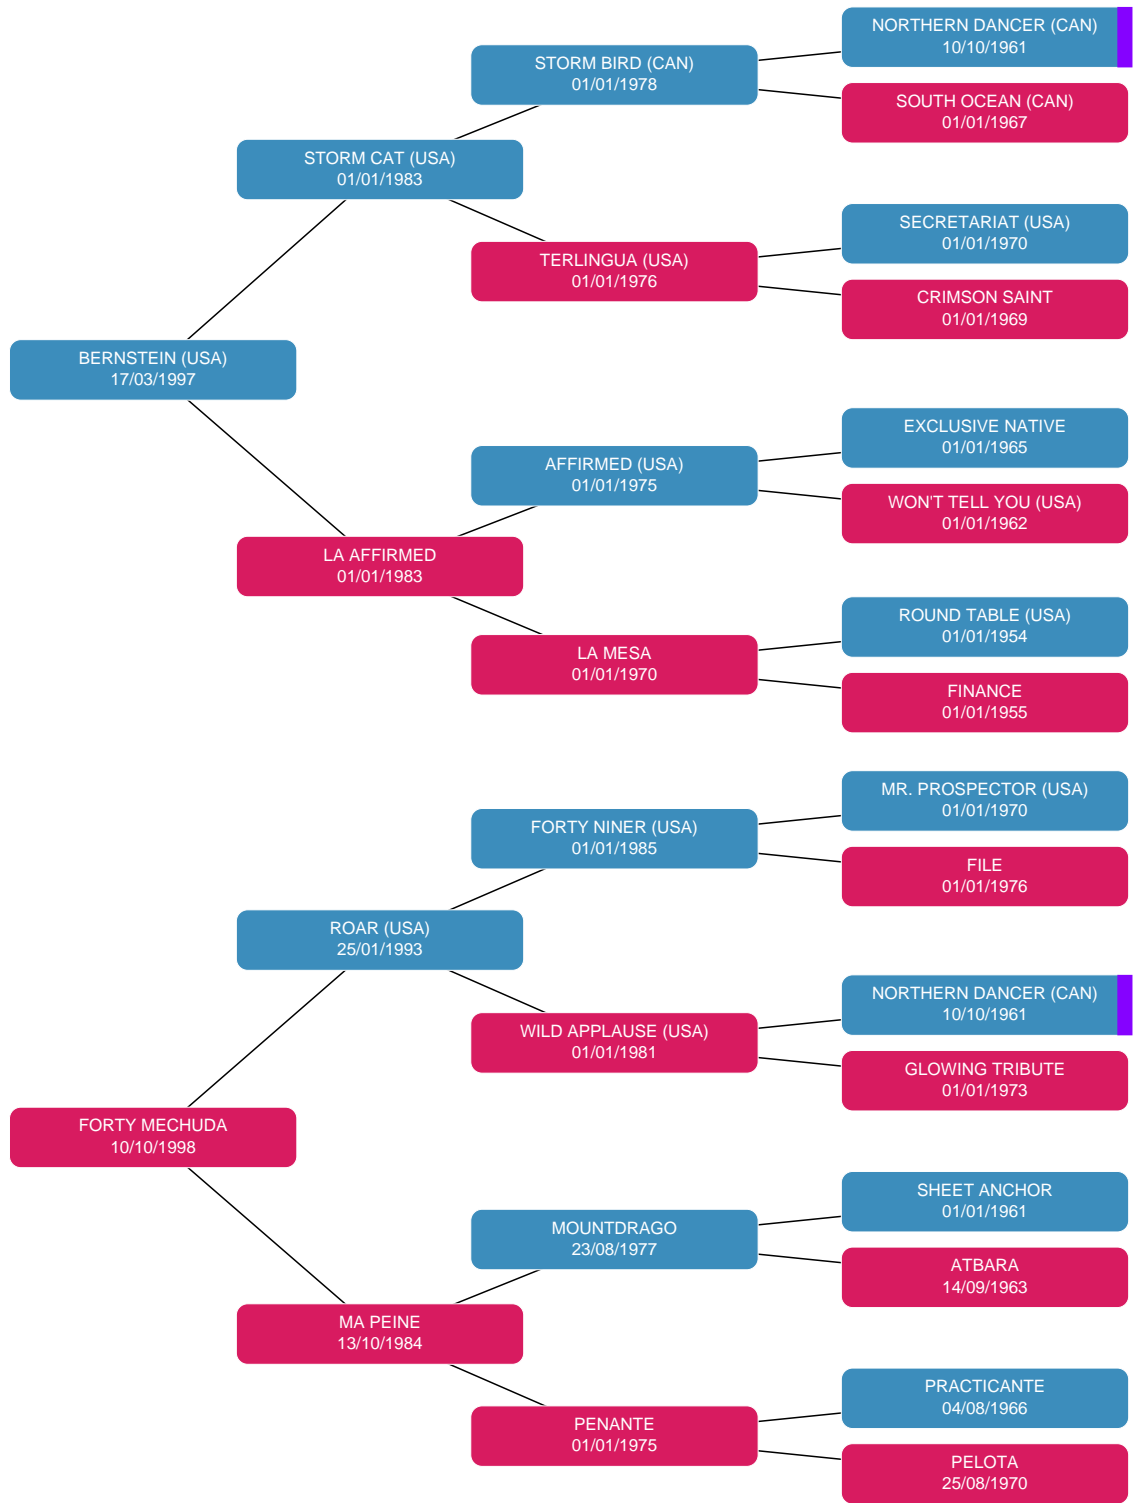 NORTHERN DANCER (CAN)
10/10/1961
STORM BIRD (CAN)
01/01/1978
SOUTH OCEAN (CAN)
01/01/1967
STORM CAT (USA)
01/01/1983
SECRETARIAT (USA)
01/01/1970
TERLINGUA (USA)
01/01/1976
CRIMSON SAINT
01/01/1969
BERNSTEIN (USA)
17/03/1997
EXCLUSIVE NATIVE
01/01/1965
AFFIRMED (USA)
01/01/1975
WON'T TELL YOU (USA)
01/01/1962
LA AFFIRMED
01/01/1983
ROUND TABLE (USA)
01/01/1954
LA MESA
01/01/1970
FINANCE
01/01/1955
MR. PROSPECTOR (USA)
01/01/1970
FORTY NINER (USA)
01/01/1985
FILE
01/01/1976
ROAR (USA)
25/01/1993
NORTHERN DANCER (CAN)
10/10/1961
WILD APPLAUSE (USA)
01/01/1981
GLOWING TRIBUTE
01/01/1973
FORTY MECHUDA
10/10/1998
SHEET ANCHOR
01/01/1961
MOUNTDRAGO
23/08/1977
ATBARA
14/09/1963
MA PEINE
13/10/1984
PRACTICANTE
04/08/1966
PENANTE
01/01/1975
PELOTA
25/08/1970